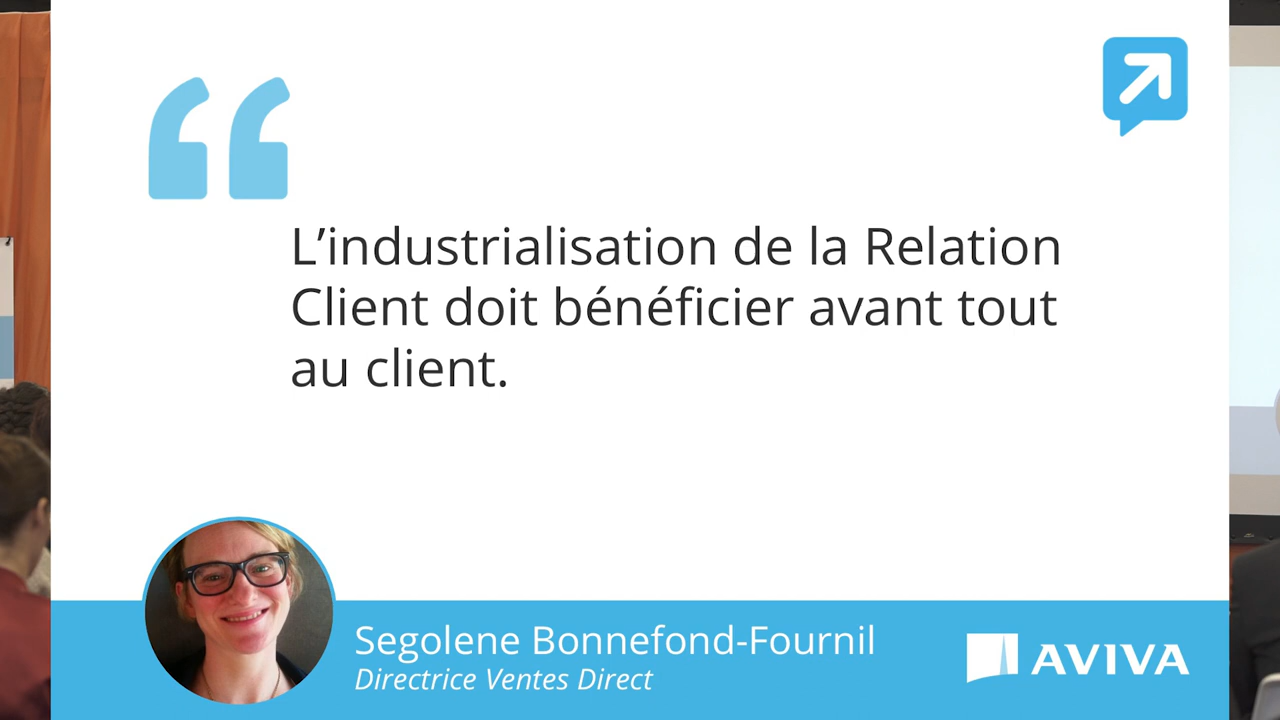 L’industrialisation de la Relation
Client doit bénéficier avant tout
au client.
Segolene Bonnefond-Fournil
Directrice Ventes Direct
AVIVA